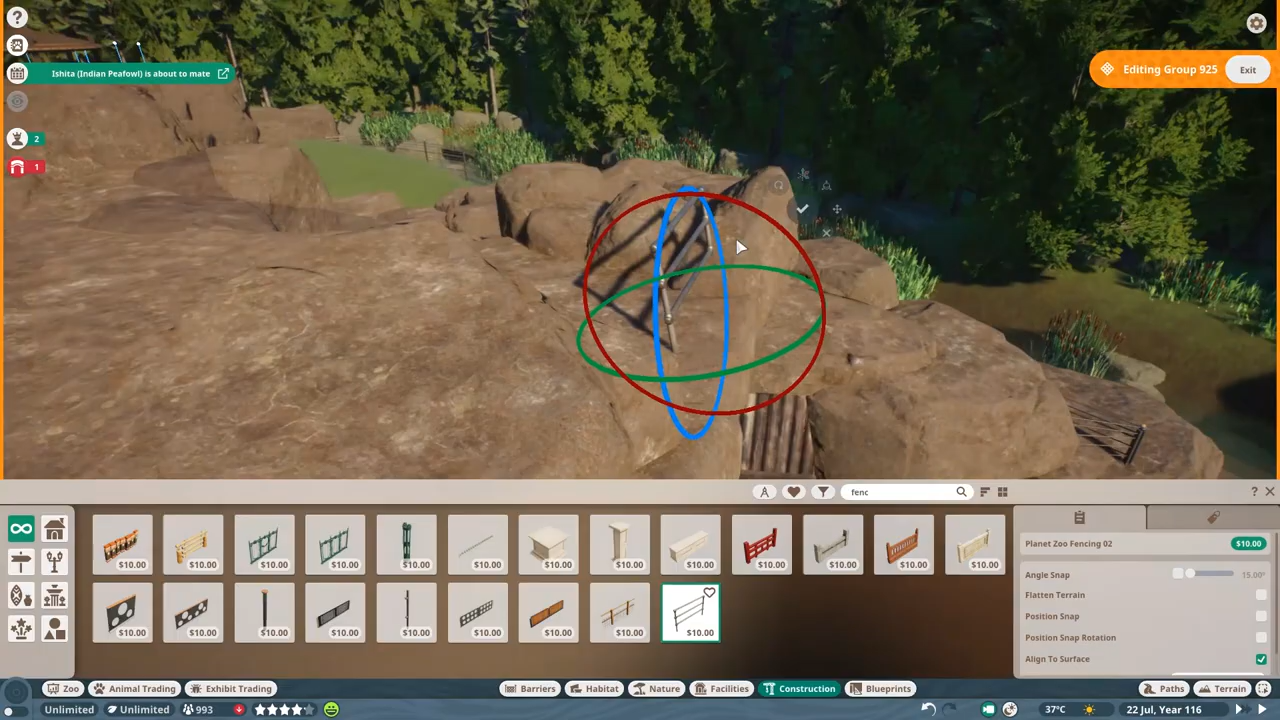 ?
Ishita (Indian Peafowl) is about to mate
2
1
Editing Group 925
Exit
fenc
?
$10.00 $10.00 $10.00 $10.00 $10.00 $10.00 $10.00 $10.00 $10.00 $10.00 $10.00 $10.00 $10.00
$10.00 $10.00 $10.00 $10.00 $10.00 $10.00 $10.00 $10.00 $10.00
Planet Zoo Fencing 02 $10.00
Angle Snap 15.00°
Flatten Terrain
Position Snap
Position Snap Rotation
Align To Surface
Zoo Animal Trading Exhibit Trading Barriers Habitat Nature Facilities Construction Blueprints Paths Terrain
Unlimited Unlimited 993 37°C 22 Jul, Year 116